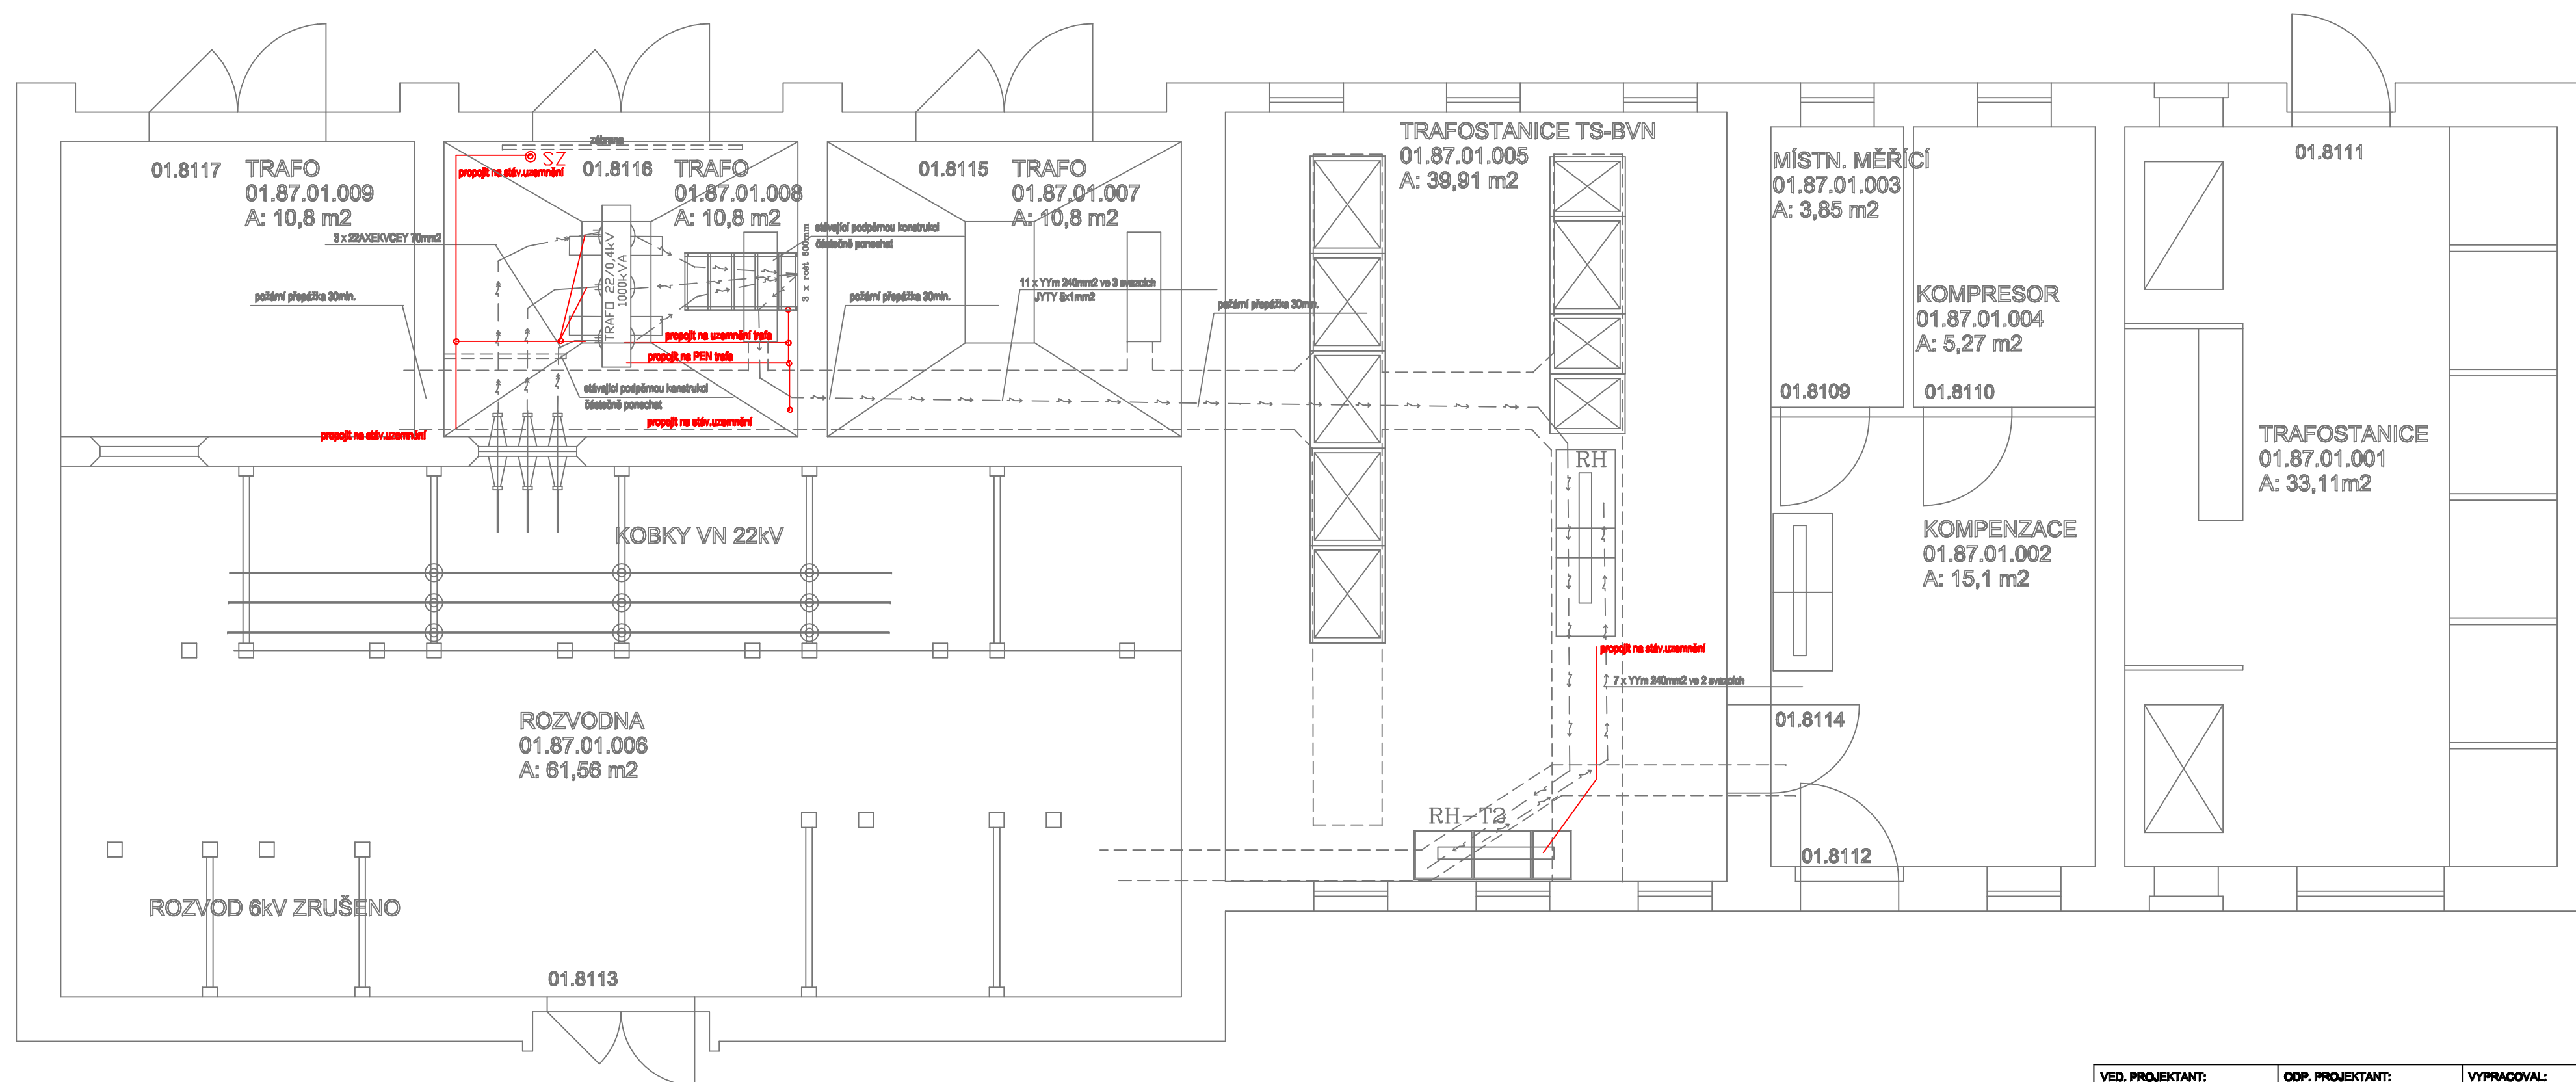 01.8117
TRAFO
01.87.01.009
A: 10,8 m2
3 x 22AXEKVCEY 70mm2
požární přepážka 30min.
zábrana
SZ
propojit na stáv.uzemnění
01.8116
TRAFO
01.87.01.008
A: 10,8 m2
TRAFO 22/0,4kV
1000kVA
3 x rošt 600mm
stávající podpěrnou konstrukci
částečně ponechat
propojit na uzemnění trafa
propojit na PEN trafa
stávající podpěrnou konstrukci
částečně ponechat
propojit na stáv.uzemnění
propojit na stáv.uzemnění
01.8115
TRAFO
01.87.01.007
A: 10,8 m2
požární přepážka 30min.
11 x YYm 240mm2 ve 3 svazcích
JYTY 5x1mm2
požární přepážka 30min.
TRAFOSTANICE TS-BVN
01.87.01.005
A: 39,91 m2
RH
propojit na stáv.uzemnění
7 x YYm 240mm2 ve 2 svazcích
RH-T2
MÍSTN. MĚŘÍCÍ
01.87.01.003
A: 3,85 m2
01.8109
KOMPRESOR
01.87.01.004
A: 5,27 m2
01.8110
KOMPENZACE
01.87.01.002
A: 15,1 m2
01.8114
01.8112
01.8111
TRAFOSTANICE
01.87.01.001
A: 33,11m2
KOBKY VN 22kV
ROZVODNA
01.87.01.006
A: 61,56 m2
ROZVOD 6kV ZRUŠENO
01.8113
VED. PROJEKTANT:
ODP. PROJEKTANT:
VYPRACOVAL: